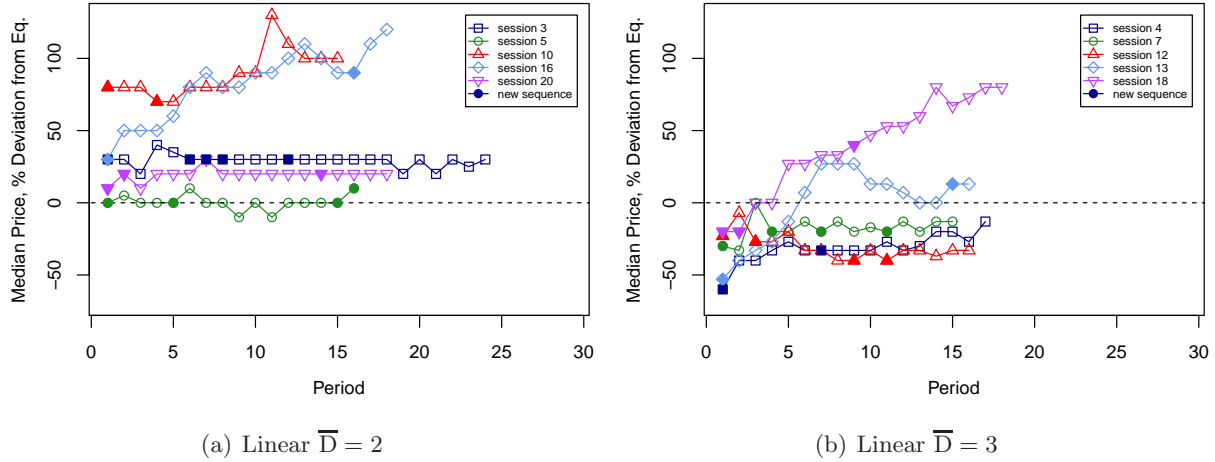 Median Price, % Deviation from Eq.
100
50
0
−50
0 5 10 15 20 25 30
Period
session 3
session 5
session 10
session 16
session 20
new sequence
(a) Linear D̅ = 2
Median Price, % Deviation from Eq.
100
50
0
−50
0 5 10 15 20 25 30
Period
session 4
session 7
session 12
session 13
session 18
new sequence
(b) Linear D̅ = 3